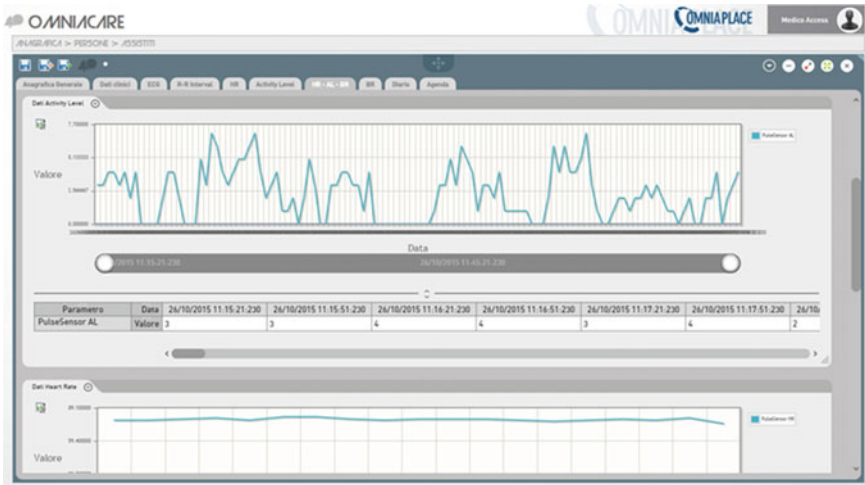 OMNIACARE
OMNIAPLACE
Medico Access
ANAGRAFICA > PERSONE > ASSISTITI
Anagrafica Generale Dati clinici ECG R-R Interval HR Activity Level HR - AL - BR BR Diario Agenda
Dati Activity Level
PulseSensor AL
Valore
Data
26/10/2015 11.45.21.230
Parametro Data 26/10/2015 11:15:21:230 26/10/2015 11:15:51:230 26/10/2015 11:16:21:230 26/10/2015 11:16:51:230 26/10/2015 11:17:21:230 26/10/2015 11:17:51:230
PulseSensor AL Valore 3 3 4 4 3 4 2
Dati Heart Rate
PulseSensor HR
Valore